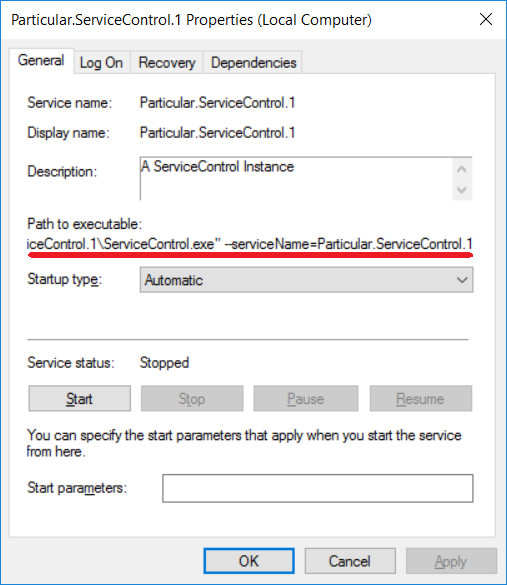 Particular.ServiceControl.1 Properties (Local Computer)
General Log On Recovery Dependencies
Service name: Particular.ServiceControl.1
Display name: Particular.ServiceControl.1
Description: A ServiceControl Instance
Path to executable:
iceControl.1\ServiceControl.exe" --serviceName=Particular.ServiceControl.1
Startup type: Automatic
Service status: Stopped
Start Stop Pause Resume
You can specify the start parameters that apply when you start the service
from here.
Start parameters:
OK Cancel Apply